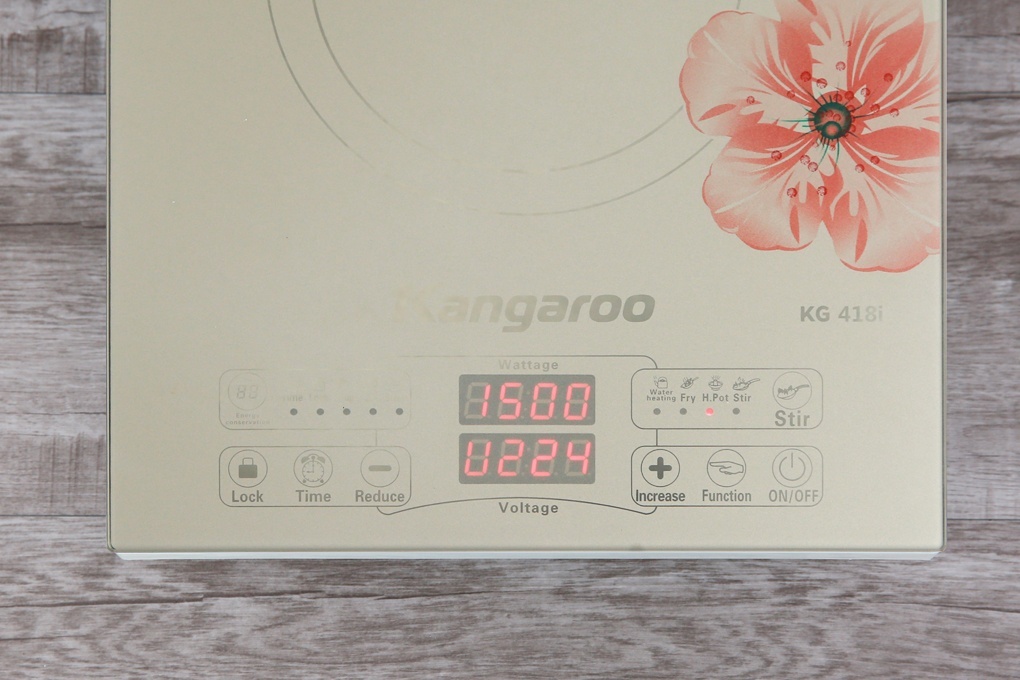 Kangaroo
KG 418i
Wattage
1500
U224
Voltage
Water
heating Fry H.Pot Stir
Stir
Lock Time Reduce
Increase Function ON/OFF